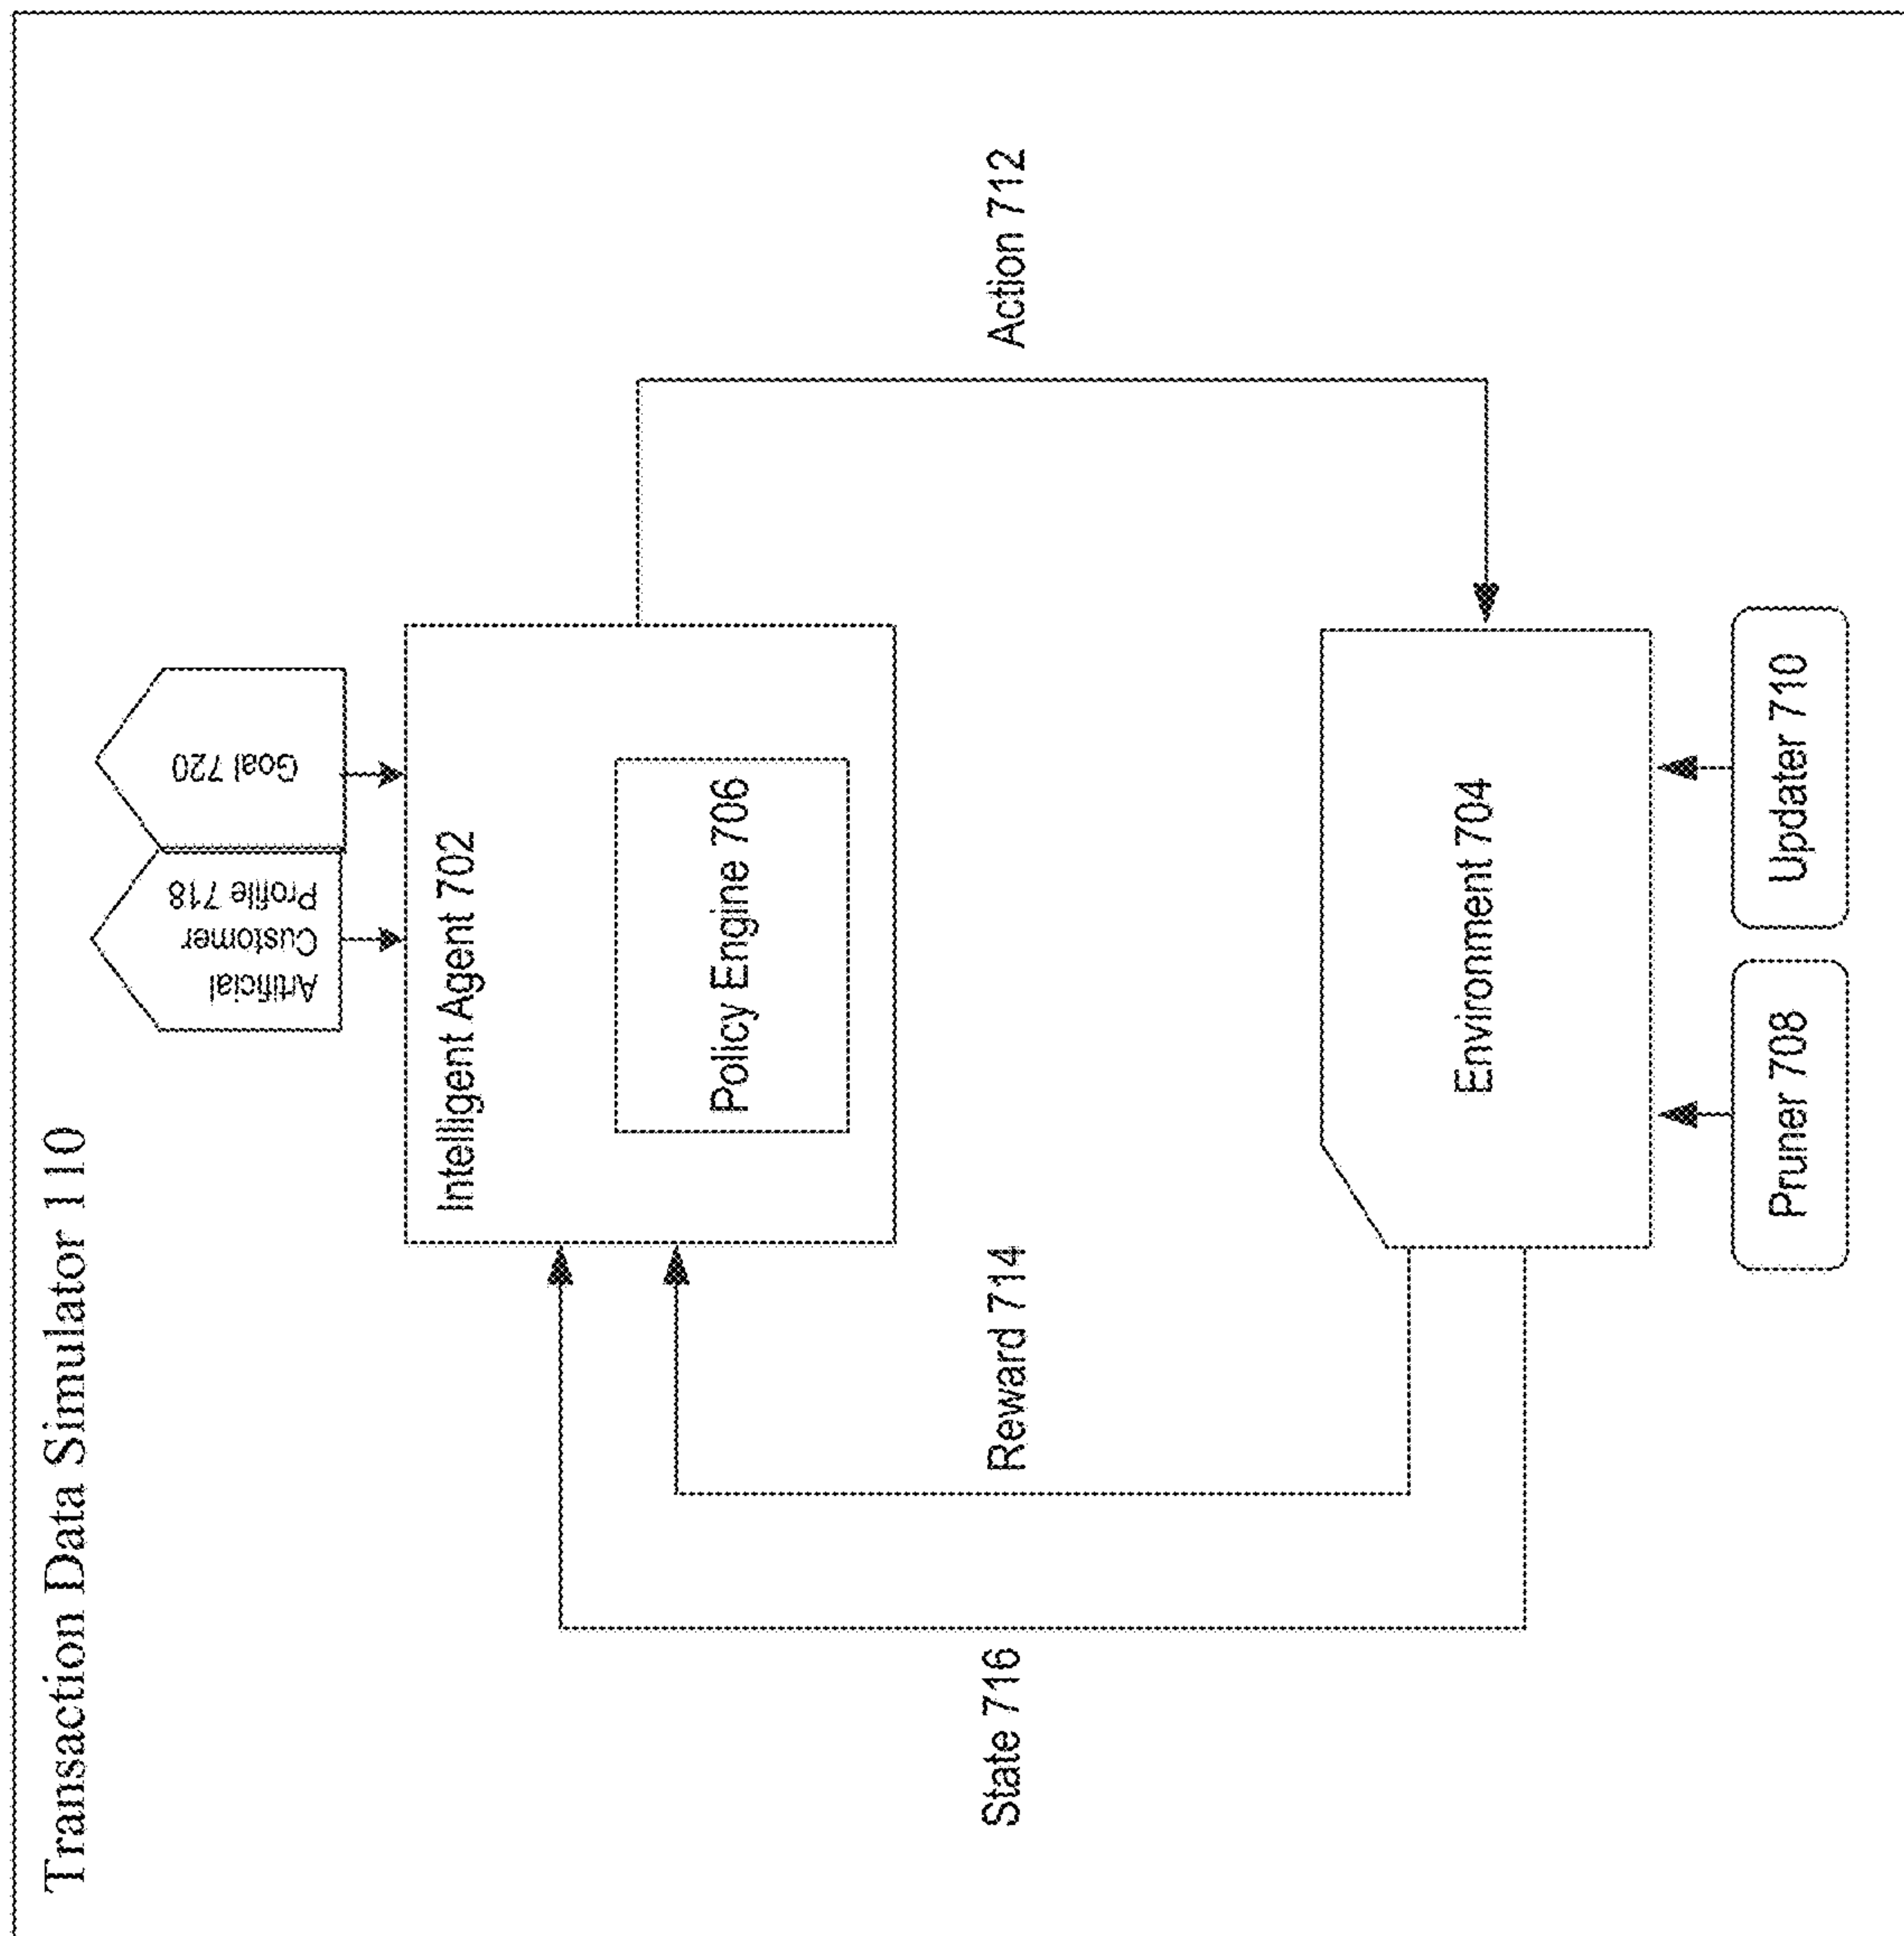 Transaction Data Simulator 110
Artificial
Customer
Profile 718
Goal 720
Intelligent Agent 702
Policy Engine 706
State 716
Reward 714
Action 712
Environment 704
Pruner 708
Updater 710